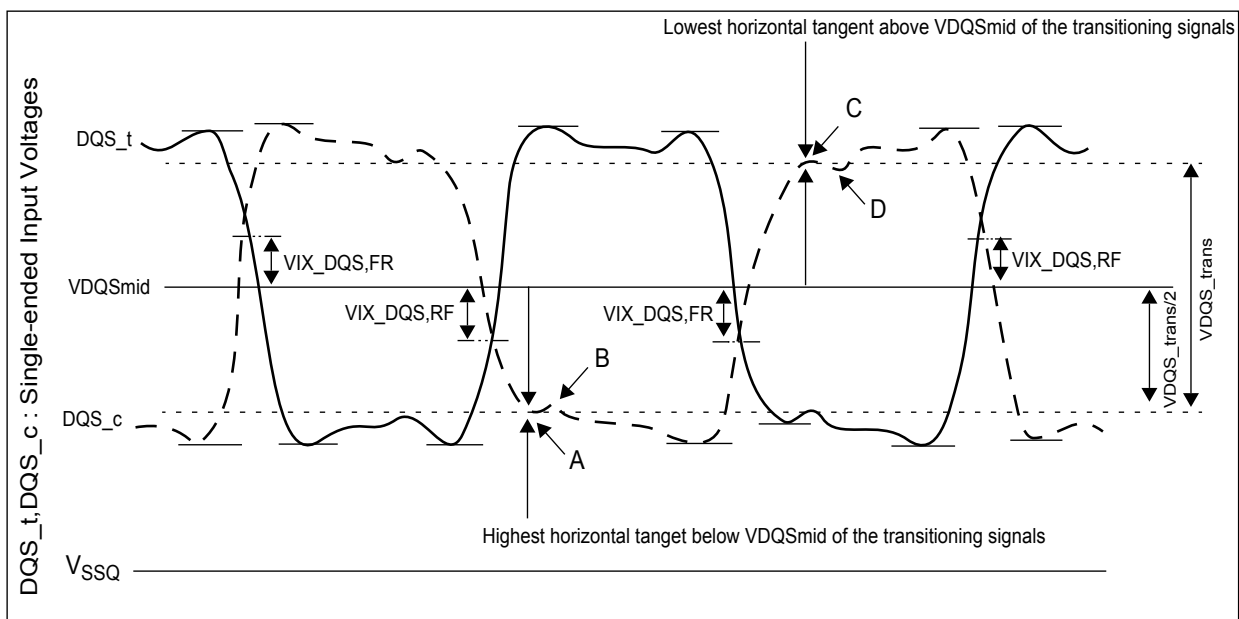 Lowest horizontal tangent above VDQSmid of the transitioning signals
DQS_t,DQS_c : Single-ended Input Voltages
DQS_t
C
D
VIX_DQS,FR
VIX_DQS,RF
VDQSmid
VIX_DQS,RF
VIX_DQS,FR
VDQS_trans/2
VDQS_trans
B
DQS_c
A
Highest horizontal tanget below VDQSmid of the transitioning signals
VSSQ